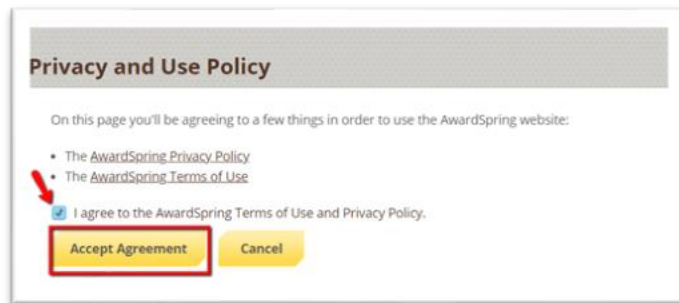 Privacy and Use Policy
On this page you'll be agreeing to a few things in order to use the AwardSpring website:
• The AwardSpring Privacy Policy
• The AwardSpring Terms of Use
I agree to the AwardSpring Terms of Use and Privacy Policy.
Accept Agreement Cancel